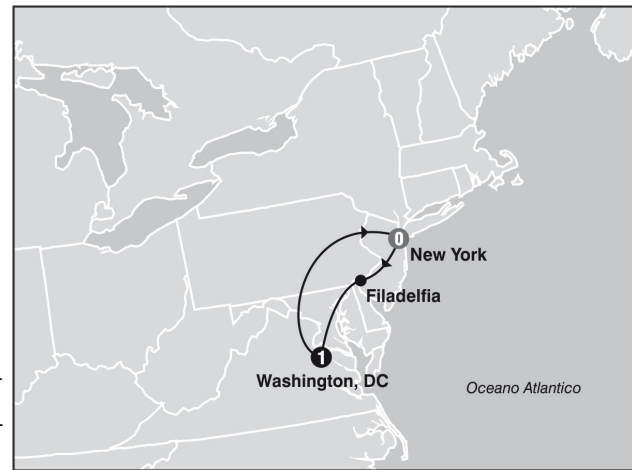 0
New York
Filadelfia
1
Washington, DC
Oceano Atlantico